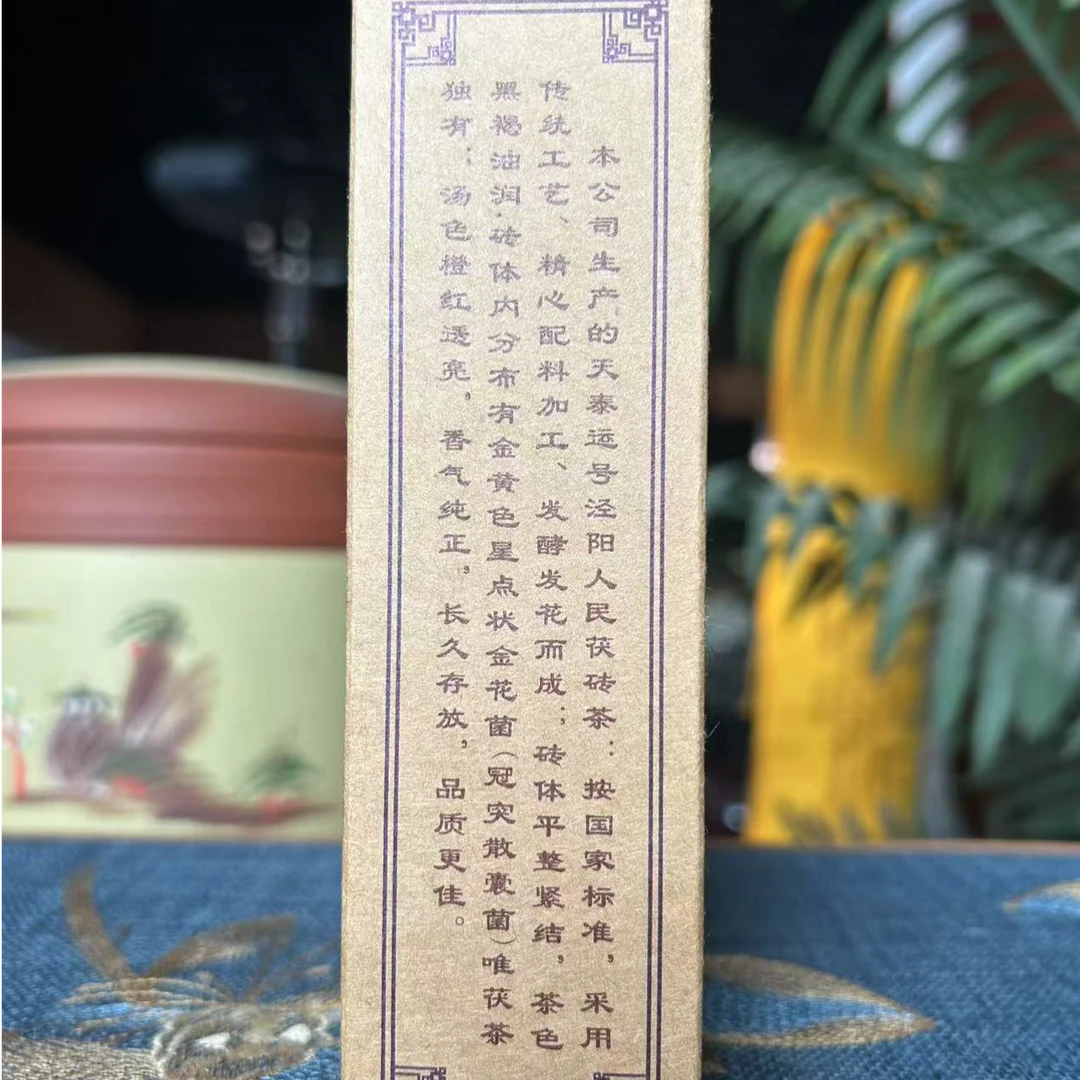 本公司生产的天泰运号泾阳人民茯砖茶：按国家标准，采用
传统工艺、精心配料加工、发酵发花而成；砖体平整紧结，茶色
黑褐油润·砖体内分布有金黄色星点状金花菌（冠突散囊菌）唯茯茶
独有；汤色橙红透亮，香气纯正，长久存放，品质更佳。